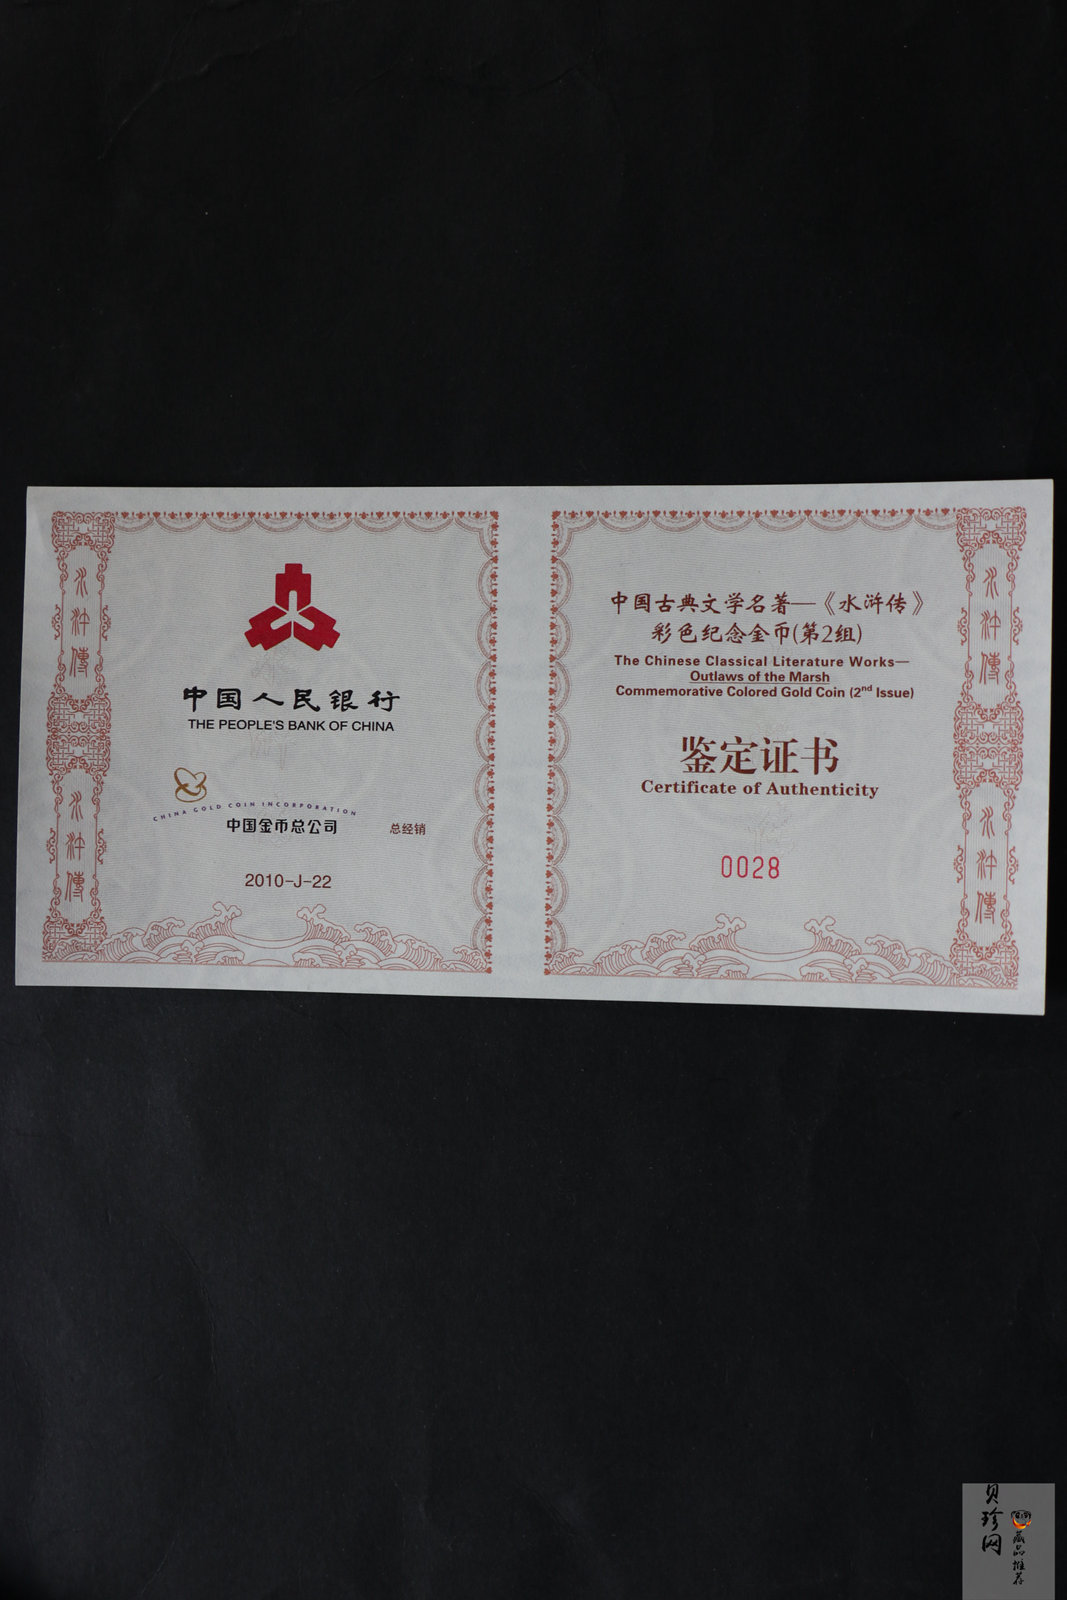 水滸傳
水滸傳
中国人民银行
THE PEOPLE'S BANK OF CHINA
CHINA GOLD COIN INCORPORATION
中国金币总公司 总经销
2010-J-22
中国古典文学名著—《水浒传》
彩色纪念金币(第2组)
The Chinese Classical Literature Works—
Outlaws of the Marsh
Commemorative Colored Gold Coin (2nd Issue)
鉴定证书
Certificate of Authenticity
0028
水滸傳
水滸傳
贝珍网
藏品推荐